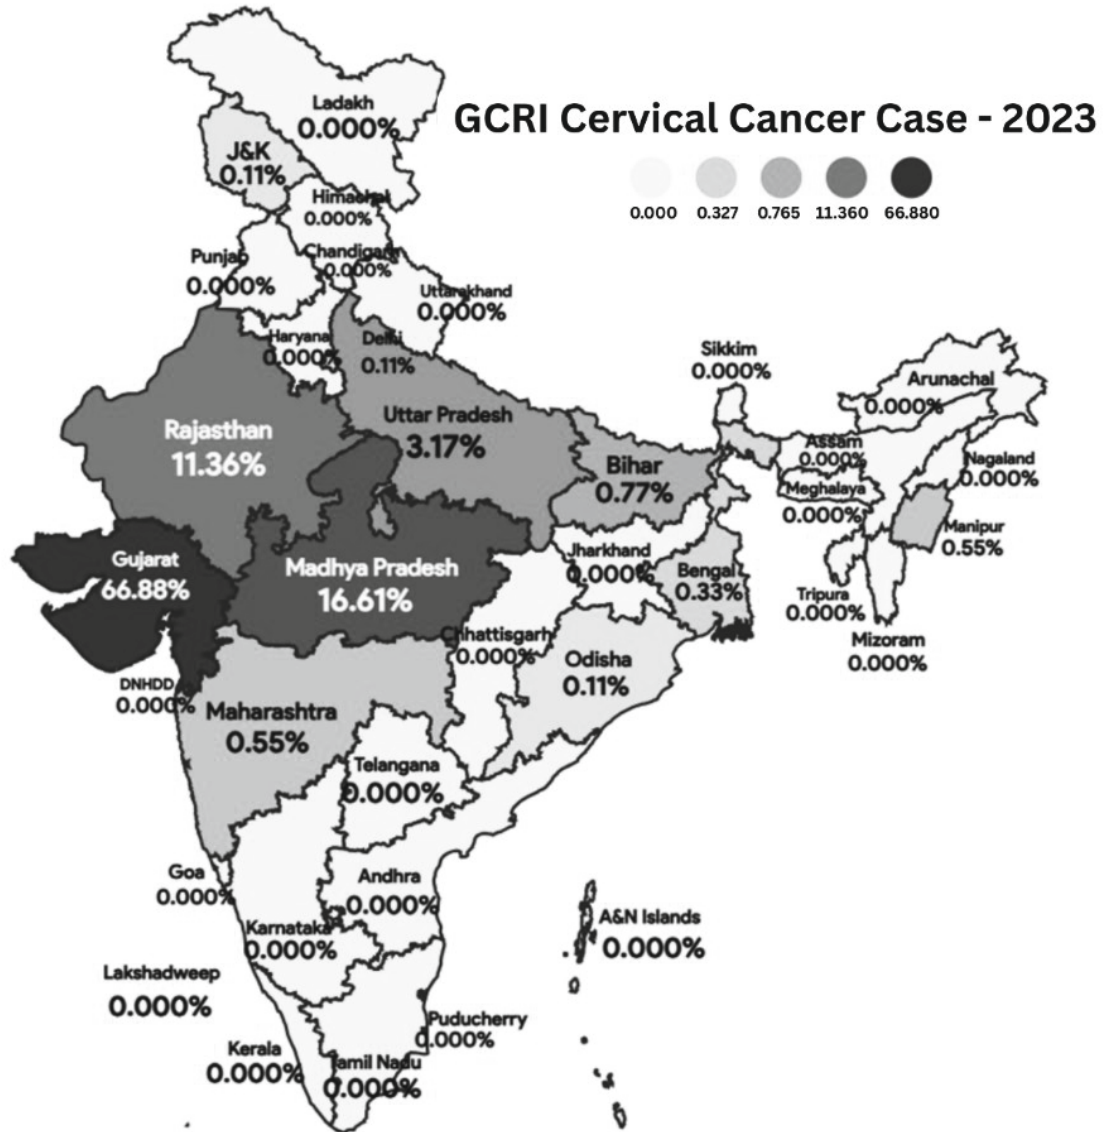 Ladakh
0.000%
GCRI Cervical Cancer Case - 2023
0.000 0.327 0.765 11.360 66.880
J&K
0.11%
Himachal
0.000%
Chandigarh
0.000%
Punjab
0.000%
Uttarakhand
0.000%
Haryana
0.000%
Delhi
0.11%
Sikkim
0.000%
Arunachal
0.000%
Rajasthan
11.36%
Uttar Pradesh
3.17%
Bihar
0.77%
Assam
0.000%
Nagaland
0.000%
Meghalaya
0.000%
Manipur
0.55%
Gujarat
66.88%
Madhya Pradesh
16.61%
Jharkhand
0.000%
Bengal
0.33%
Tripura
0.000%
Mizoram
0.000%
Chhattisgarh
0.000%
Odisha
0.11%
DNHDD
0.000%
Maharashtra
0.55%
Telangana
0.000%
Goa
0.000%
Andhra
0.000%
Karnataka
0.000%
A&N Islands
0.000%
Lakshadweep
0.000%
Puducherry
0.000%
Kerala
0.000%
Tamil Nadu
0.000%